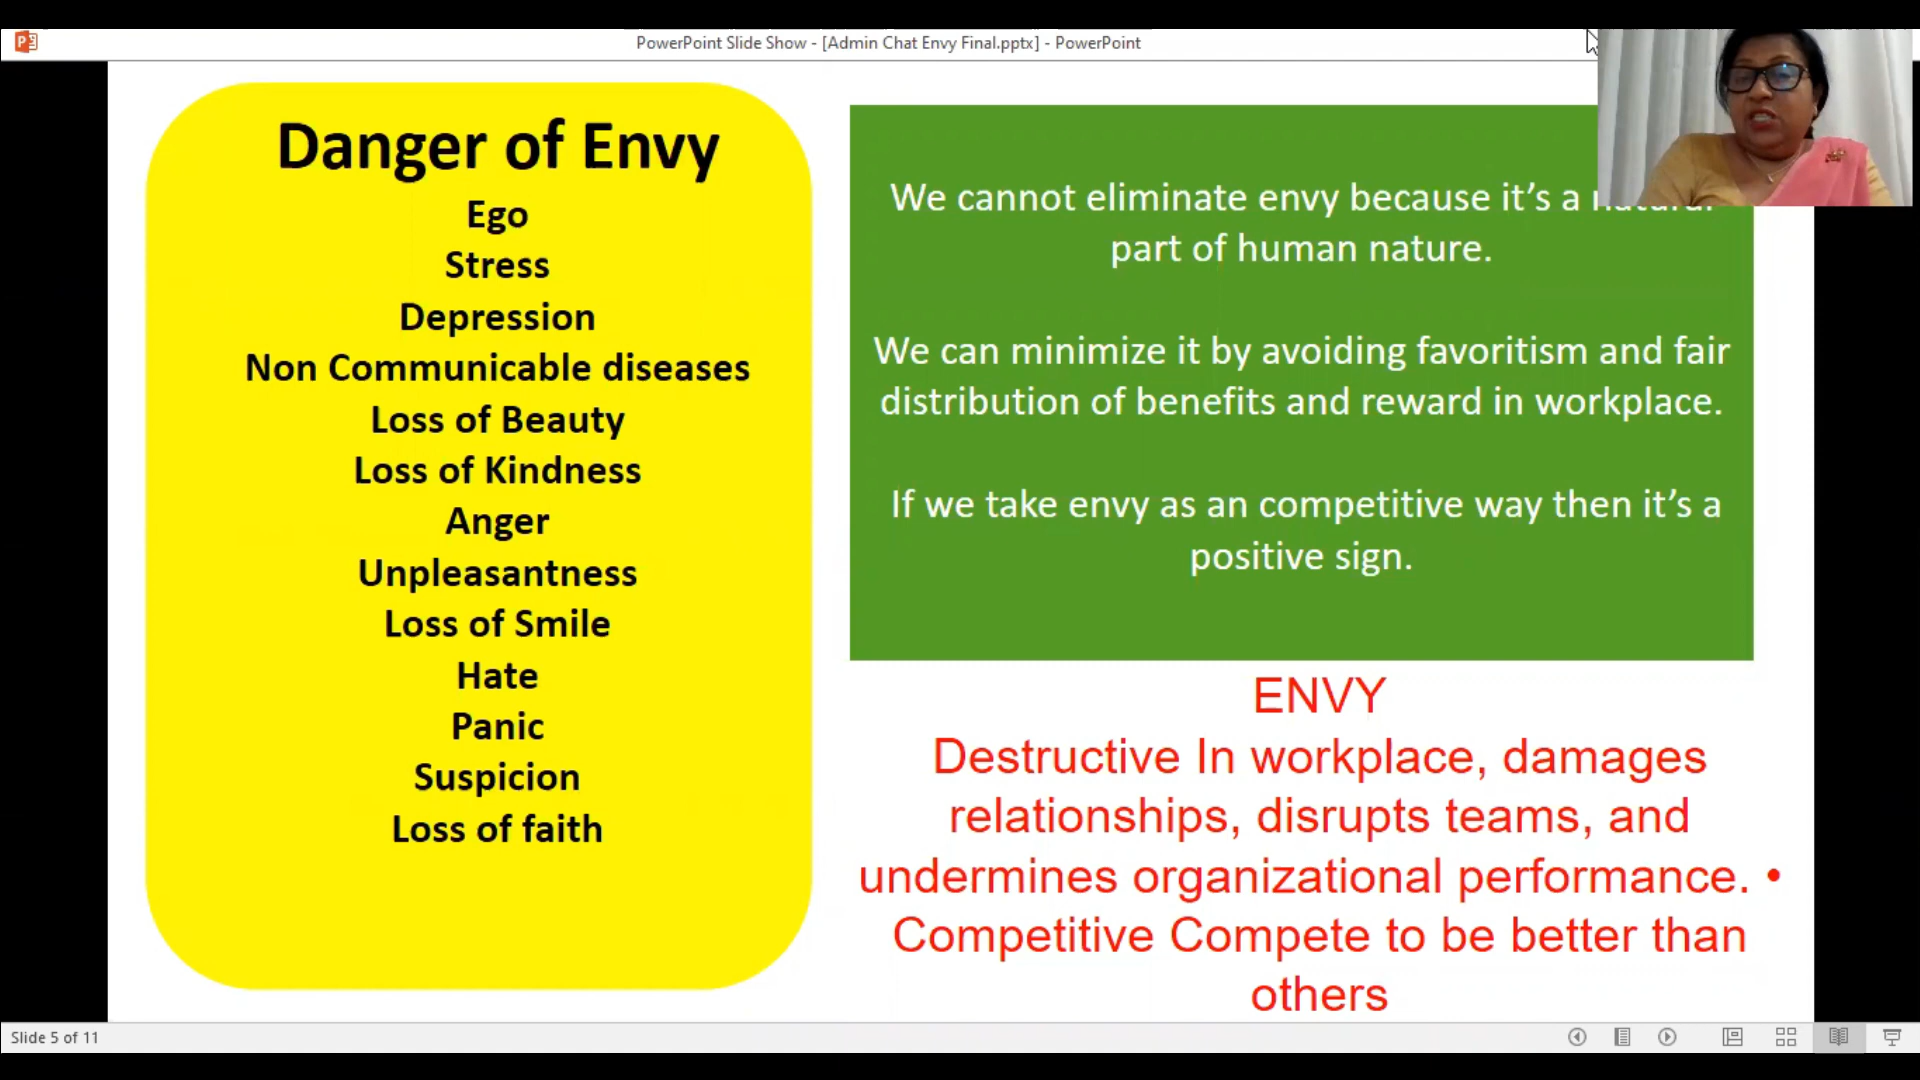 PowerPoint Slide Show - [Admin Chat Envy Final.pptx] - PowerPoint
Danger of Envy
Ego
Stress
Depression
Non Communicable diseases
Loss of Beauty
Loss of Kindness
Anger
Unpleasantness
Loss of Smile
Hate
Panic
Suspicion
Loss of faith
We cannot eliminate envy because it’s a natural
part of human nature.
We can minimize it by avoiding favoritism and fair
distribution of benefits and reward in workplace.
If we take envy as an competitive way then it’s a
positive sign.
ENVY
Destructive In workplace, damages
relationships, disrupts teams, and
undermines organizational performance. •
Competitive Compete to be better than
others
Slide 5 of 11